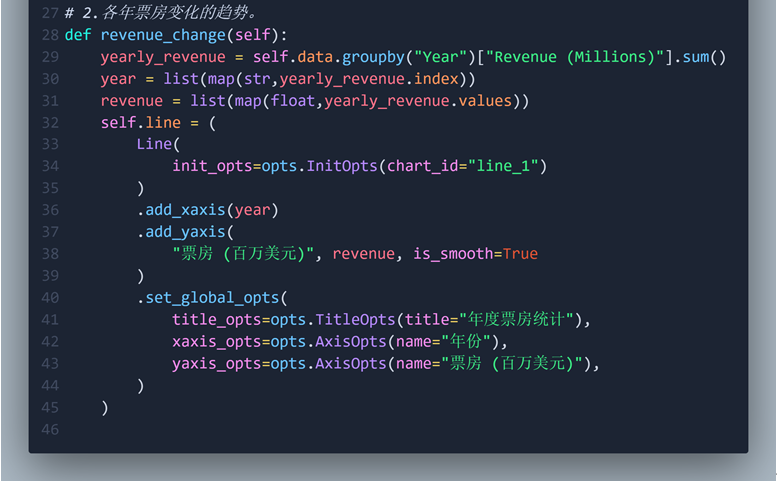 27 # 2.各年票房变化的趋势。
28 def revenue_change(self):
29     yearly_revenue = self.data.groupby("Year")["Revenue (Millions)"].sum()
30     year = list(map(str,yearly_revenue.index))
31     revenue = list(map(float,yearly_revenue.values))
32     self.line = (
33         Line(
34             init_opts=opts.InitOpts(chart_id="line_1")
35         )
36         .add_xaxis(year)
37         .add_yaxis(
38             "票房 (百万美元)", revenue, is_smooth=True
39         )
40         .set_global_opts(
41             title_opts=opts.TitleOpts(title="年度票房统计"),
42             xaxis_opts=opts.AxisOpts(name="年份"),
43             yaxis_opts=opts.AxisOpts(name="票房 (百万美元)"),
44         )
45     )
46